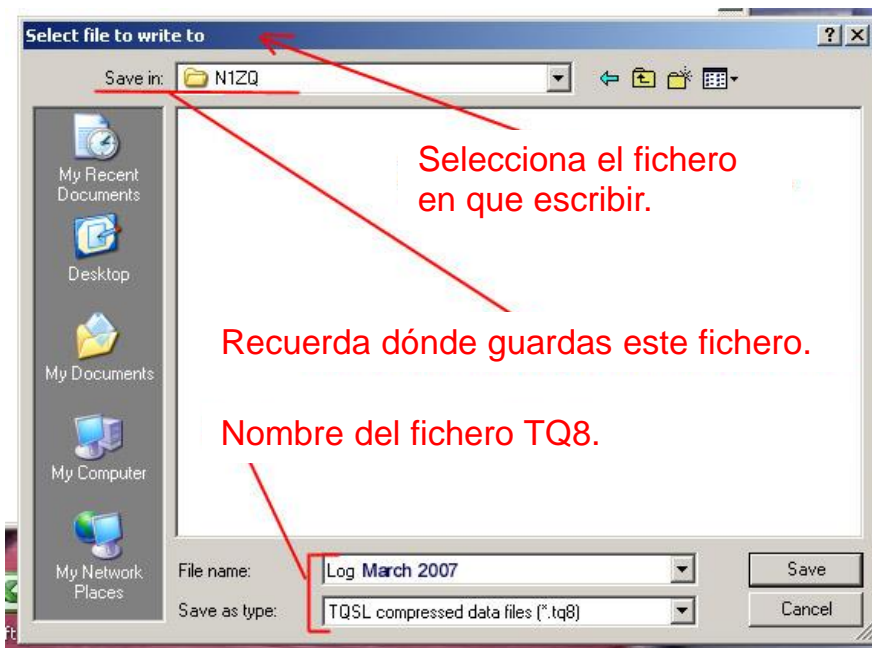 Select file to write to
Save in: N1ZQ
Selecciona el fichero
en que escribir.
My Recent
Documents
Desktop
Recuerda dónde guardas este fichero.
My Documents
Nombre del fichero TQ8.
My Computer
My Network
Places
File name: Log March 2007 Save
Save as type: TQSL compressed data files (*.tq8) Cancel